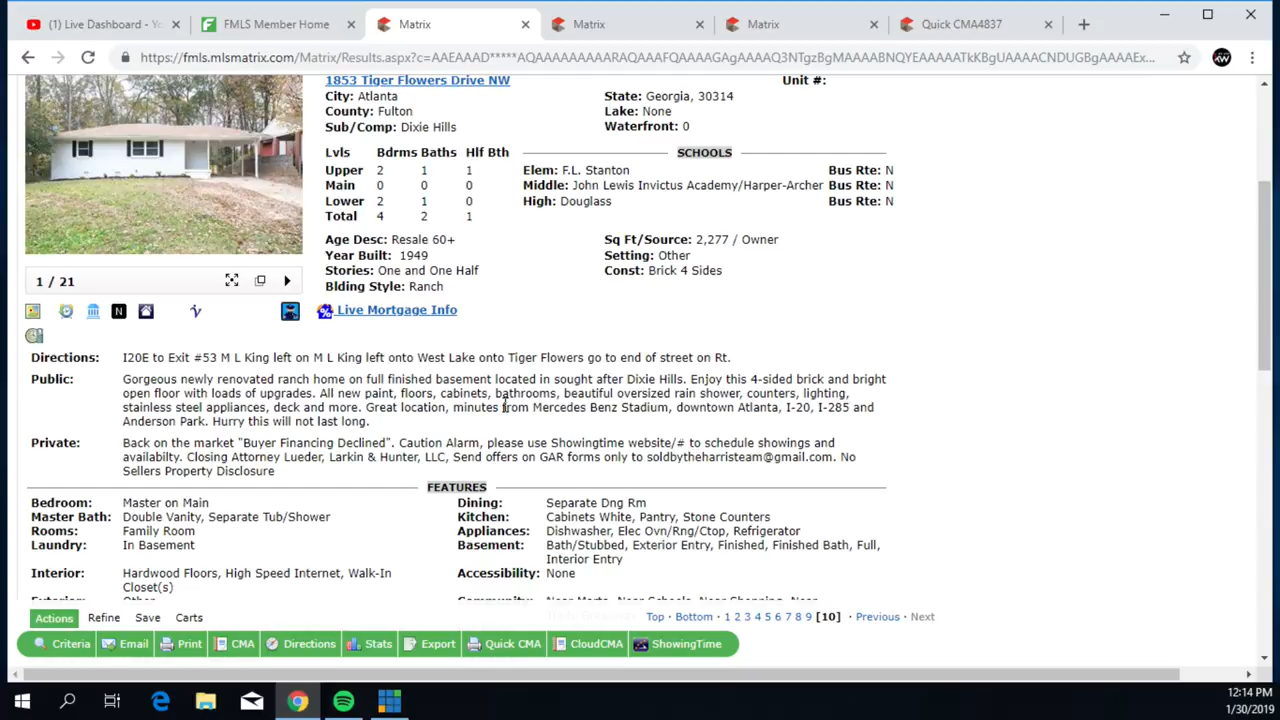 (1) Live Dashboard - Yo
FMLS Member Home
Matrix
Matrix
Matrix
Quick CMA4837
https://fmls.mlsmatrix.com/Matrix/Results.aspx?c=AAEAAAD*****AQAAAAAAAAARAQAAAFQAAAAGAgAAAAQ3NTgzBgMAAAABNQYEAAAAATkKBgUAAAACNDUGBgAAAAEx...
1853 Tiger Flowers Drive NW
Unit #:
City: Atlanta
State: Georgia, 30314
County: Fulton
Lake: None
Sub/Comp: Dixie Hills
Waterfront: 0
Lvls Bdrms Baths Hlf Bth
SCHOOLS
Upper 2 1 1
Elem: F.L. Stanton Bus Rte: N
Main 0 0 0
Middle: John Lewis Invictus Academy/Harper-Archer Bus Rte: N
Lower 2 1 0
High: Douglass Bus Rte: N
Total 4 2 1
Age Desc: Resale 60+
Sq Ft/Source: 2,277 / Owner
Year Built: 1949
Setting: Other
Stories: One and One Half
Const: Brick 4 Sides
Blding Style: Ranch
1 / 21
N
Live Mortgage Info
Directions: I20E to Exit #53 M L King left on M L King left onto West Lake onto Tiger Flowers go to end of street on Rt.
Public: Gorgeous newly renovated ranch home on full finished basement located in sought after Dixie Hills. Enjoy this 4-sided brick and bright
open floor with loads of upgrades. All new paint, floors, cabinets, bathrooms, beautiful oversized rain shower, counters, lighting,
stainless steel appliances, deck and more. Great location, minutes from Mercedes Benz Stadium, downtown Atlanta, I-20, I-285 and
Anderson Park. Hurry this will not last long.
Private: Back on the market "Buyer Financing Declined". Caution Alarm, please use Showingtime website/# to schedule showings and
availabilty. Closing Attorney Lueder, Larkin & Hunter, LLC, Send offers on GAR forms only to soldbytheharristeam@gmail.com. No
Sellers Property Disclosure
FEATURES
Bedroom: Master on Main
Dining: Separate Dng Rm
Master Bath: Double Vanity, Separate Tub/Shower
Kitchen: Cabinets White, Pantry, Stone Counters
Rooms: Family Room
Appliances: Dishwasher, Elec Ovn/Rng/Ctop, Refrigerator
Laundry: In Basement
Basement: Bath/Stubbed, Exterior Entry, Finished, Finished Bath, Full,
Interior Entry
Interior: Hardwood Floors, High Speed Internet, Walk-In
Closet(s)
Accessibility: None
Actions Refine Save Carts
Top · Bottom · 1 2 3 4 5 6 7 8 9 [10] · Previous · Next
Criteria Email Print CMA Directions Stats Export Quick CMA CloudCMA ShowingTime
12:14 PM
1/30/2019